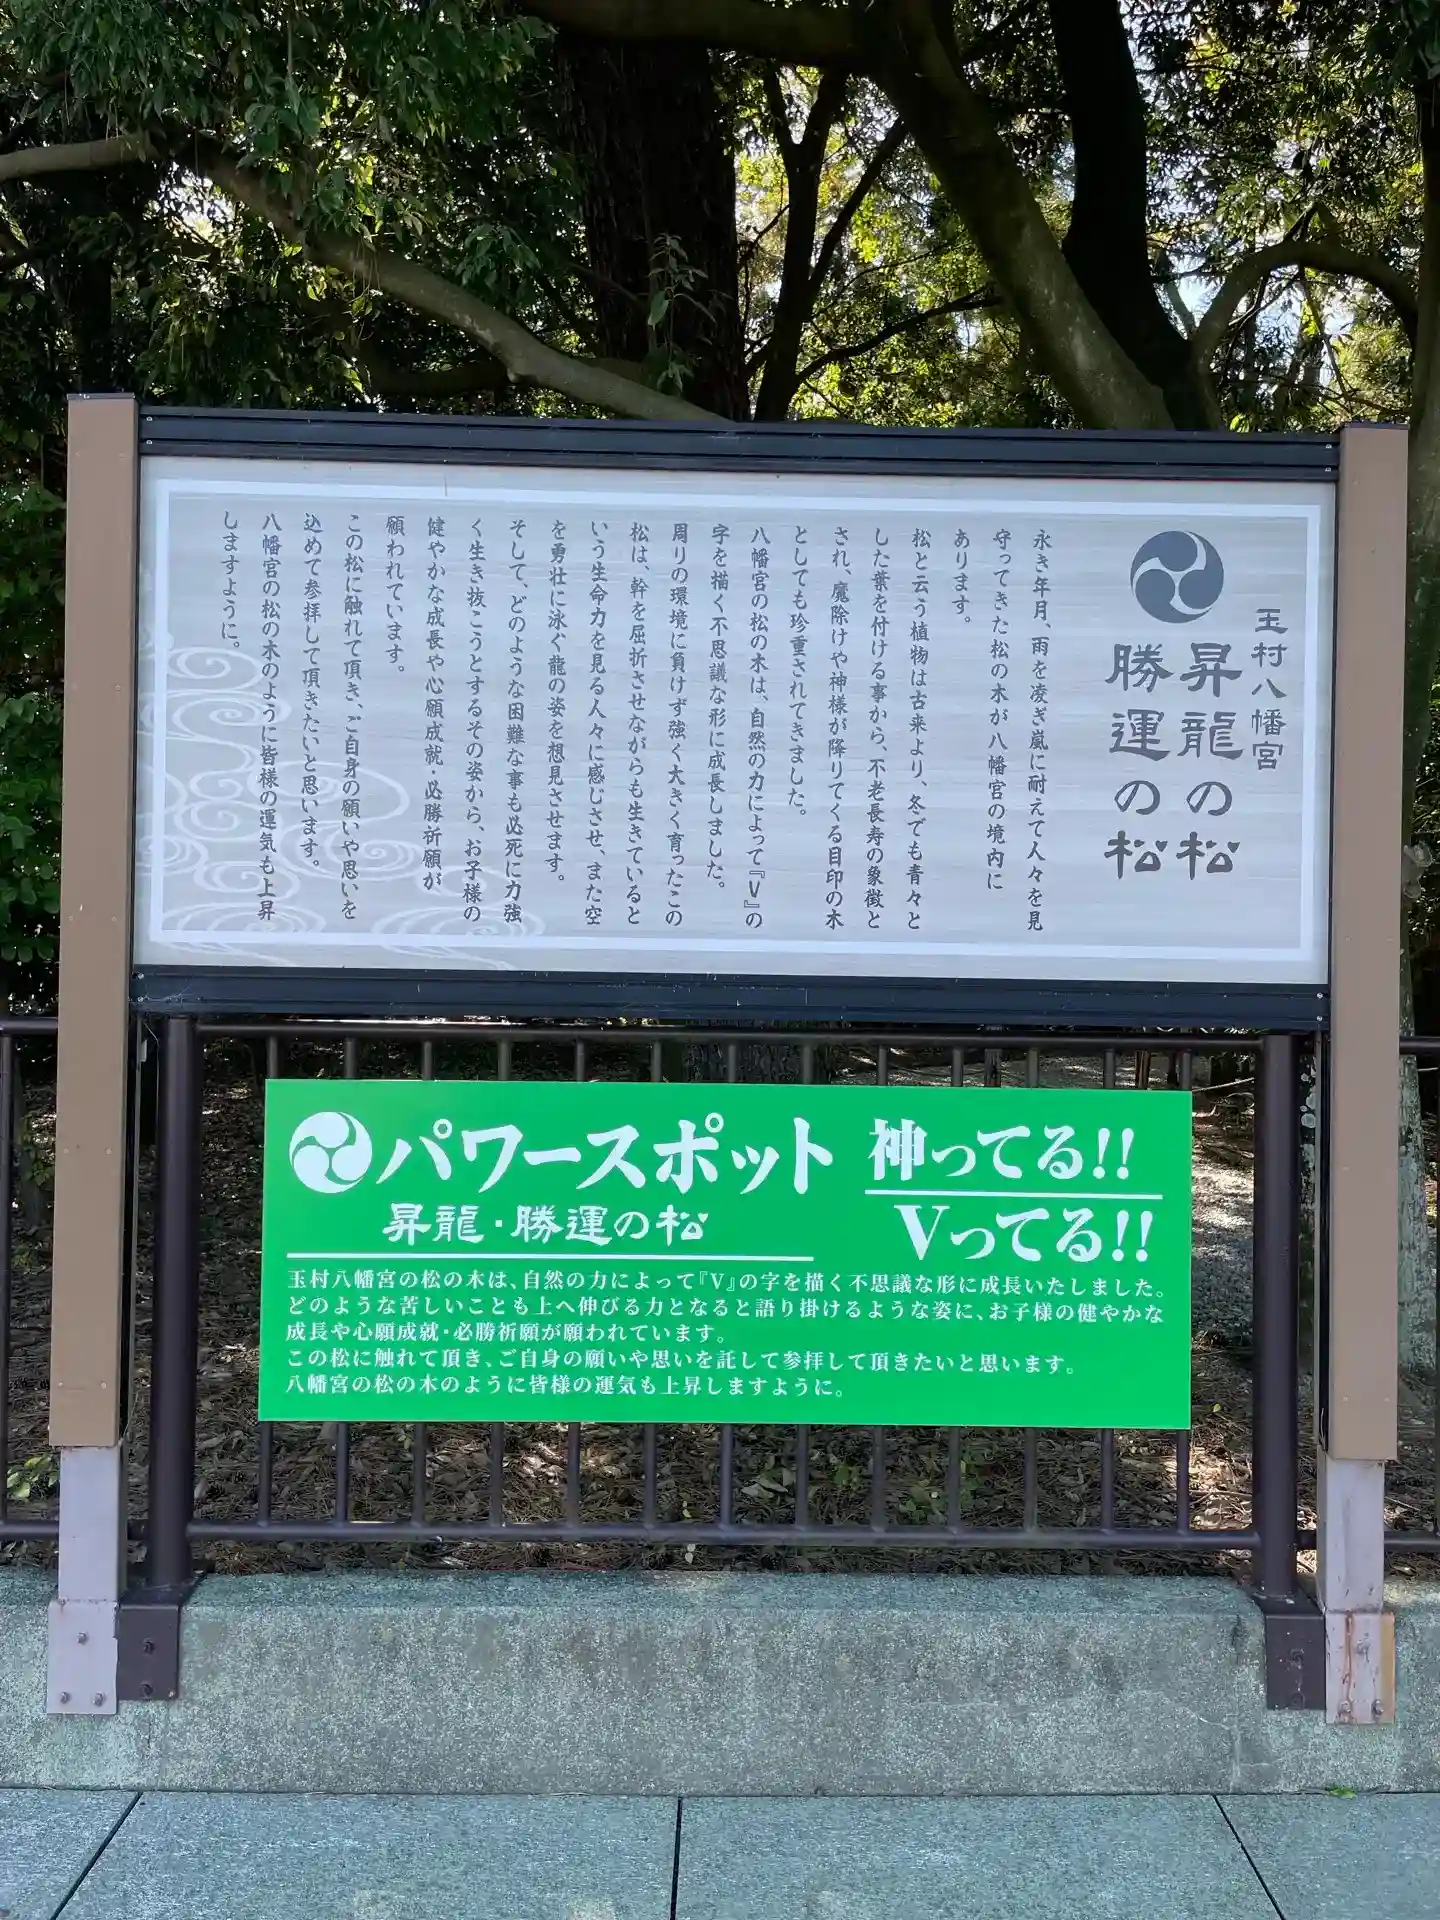 玉村八幡宮
昇龍の松
勝運の松
永き年月、雨を凌ぎ嵐に耐えて人々を見
守ってきた松の木が八幡宮の境内に
あります。
松と云う植物は古来より、冬でも青々と
した葉を付ける事から、不老長寿の象徴と
され、魔除けや神様が降りてくる目印の木
としても珍重されてきました。
八幡宮の松の木は、自然の力によって『V』の
字を描く不思議な形に成長しました。
周りの環境に負けず強く大きく育ったこの
松は、幹を屈折させながらも生きていると
いう生命力を見る人々に感じさせ、また空
を勇壮に泳ぐ龍の姿を想見させます。
そして、どのような困難な事も必死に力強
く生き抜こうとするその姿から、お子様の
健やかな成長や心願成就・必勝祈願が
願われています。
この松に触れて頂き、ご自身の願いや思いを
込めて参拝して頂きたいと思います。
八幡宮の松の木のように皆様の運気も上昇
しますように。
パワースポット
昇龍・勝運の松
神ってる!!
Vってる!!
玉村八幡宮の松の木は、自然の力によって『V』の字を描く不思議な形に成長いたしました。
どのような苦しいことも上へ伸びる力となると語り掛けるような姿に、お子様の健やかな
成長や心願成就・必勝祈願が願われています。
この松に触れて頂き、ご自身の願いや思いを託して参拝して頂きたいと思います。
八幡宮の松の木のように皆様の運気も上昇しますように。